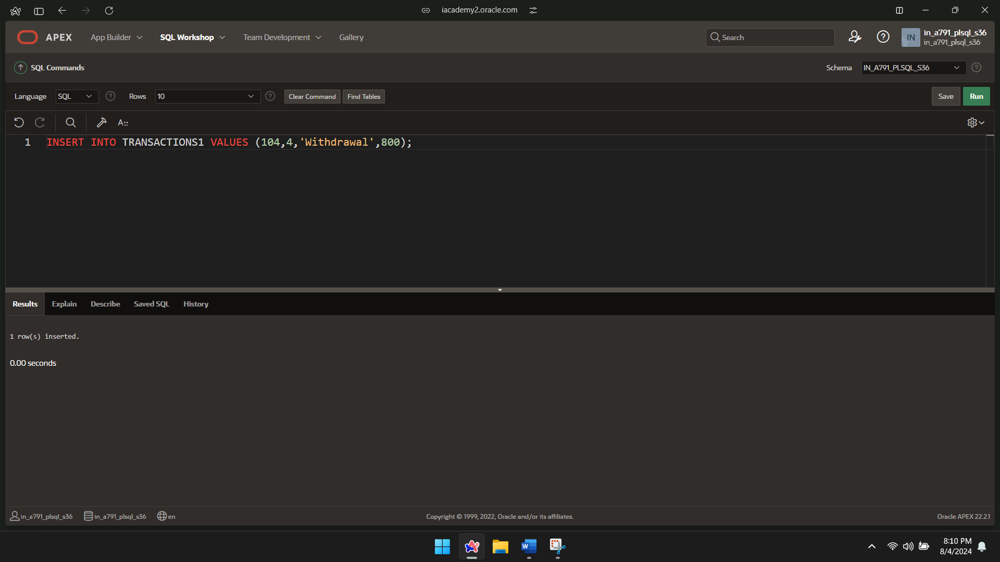 iacademy2.oracle.com
APEX App Builder SQL Workshop Team Development Gallery Search IN in_a791_plsql_s36
in_a791_plsql_s36
SQL Commands Schema IN_A791_PLSQL_S36
Language SQL Rows 10 Clear Command Find Tables Save Run
A::
1 INSERT INTO TRANSACTIONS1 VALUES (104,4,'Withdrawal',800);
Results Explain Describe Saved SQL History
1 row(s) inserted.
0.00 seconds
in_a791_plsql_s36 in_a791_plsql_s36 en Copyright © 1999, 2022, Oracle and/or its affiliates. Oracle APEX 22.2.1
W
8:10 PM
8/4/2024